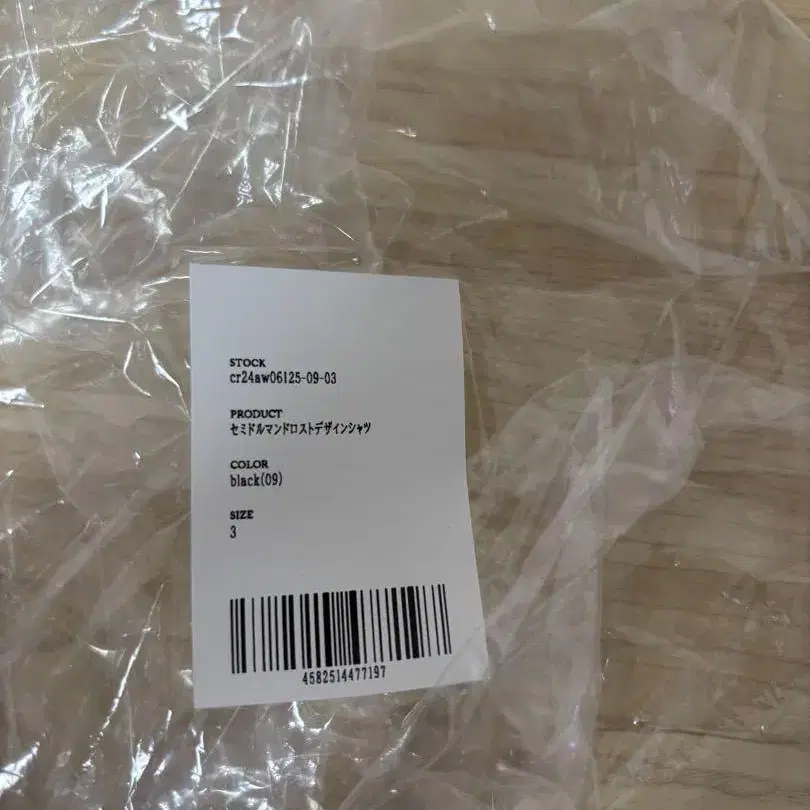 STOCK
cr24aw06125-09-03
PRODUCT
セミドルマンドロストデザインシャツ
COLOR
black(09)
SIZE
3
4582514477197